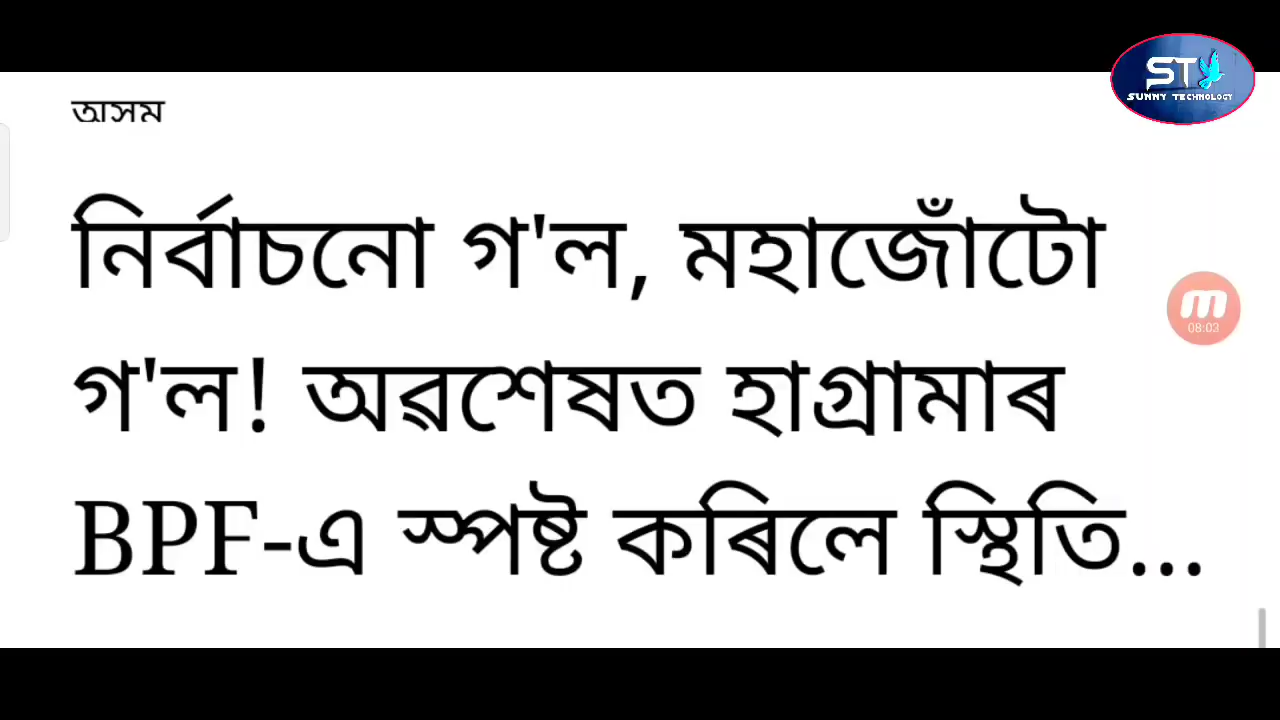 ST
SUNNY TECHNOLOGY
অসম
নিৰ্বাচনো গ'ল, মহাজোঁটো
08:03
গ'ল! অৱশেষত হাগ্ৰামাৰ
BPF-এ স্পষ্ট কৰিলে স্থিতি...